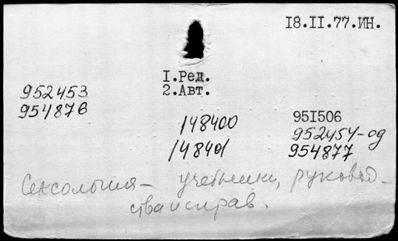 18.II.77.ИН.
I.Ред.
2.Авт.
952453
954876
148400
148401
951506
952454-од
954877
Сексология – учебники, руковод-
ства и справ.